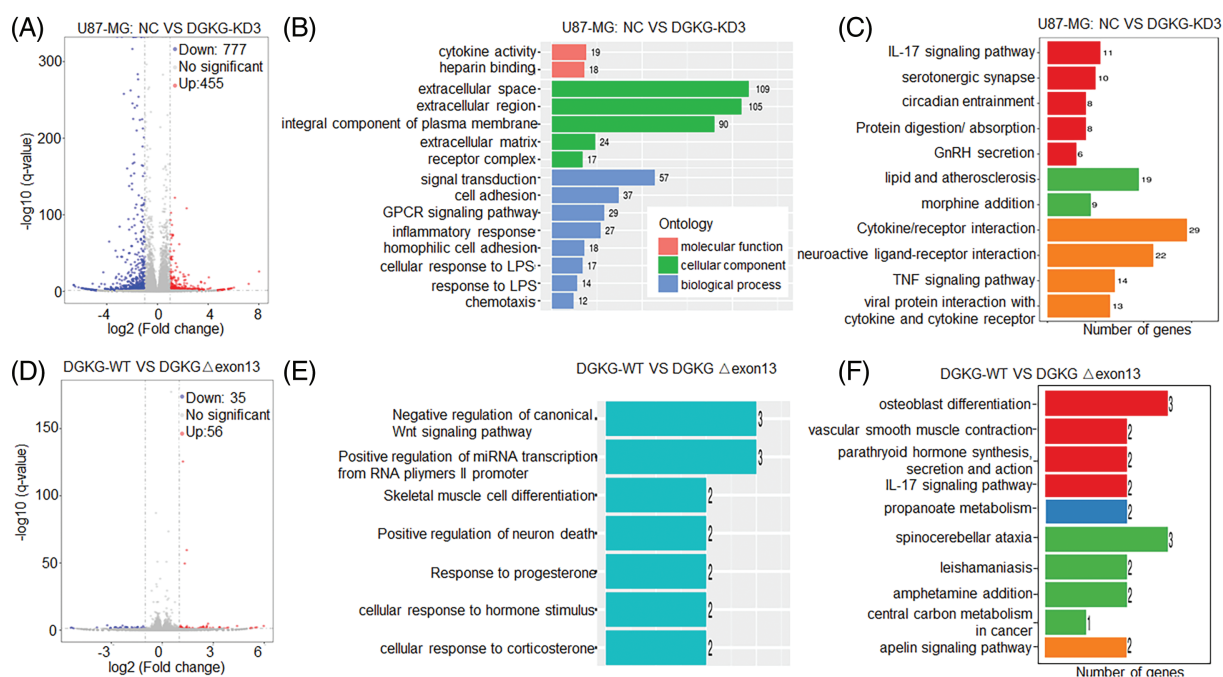 (A)
U87-MG: NC VS DGKG-KD3
Down: 777
No significant
Up:455
-log10 (q-value)
300
200
100
0
-4
0
4
8
log2 (Fold change)
(B)
U87-MG: NC VS DGKG-KD3
cytokine activity
19
heparin binding
18
extracellular space
109
extracellular region
105
integral component of plasma membrane
90
extracellular matrix
24
receptor complex
17
signal transduction
57
cell adhesion
37
GPCR signaling pathway
29
inflammatory response
27
homophilic cell adhesion
18
cellular response to LPS
17
response to LPS
14
chemotaxis
12
Ontology
molecular function
cellular component
biological process
(C)
U87-MG: NC VS DGKG-KD3
IL-17 signaling pathway
11
serotonergic synapse
10
circadian entrainment
8
Protein digestion/ absorption
8
GnRH secretion
6
lipid and atherosclerosis
19
morphine addition
9
Cytokine/receptor interaction
29
neuroactive ligand-receptor interaction
22
TNF signaling pathway
14
viral protein interaction with
cytokine and cytokine receptor
13
Number of genes
(D)
DGKG-WT VS DGKG△exon13
Down: 35
No significant
Up:56
-log10 (q-value)
150
100
50
0
-3
0
3
6
log2 (Fold change)
(E)
DGKG-WT VS DGKG △exon13
Negative regulation of canonical
Wnt signaling pathway
3
Positive regulation of miRNA transcription
from RNA pliymers II promoter
3
Skeletal muscle cell differentiation
2
Positive regulation of neuron death
2
Response to progesterone
2
cellular response to hormone stimulus
2
cellular response to corticosterone
2
(F)
DGKG-WT VS DGKG △exon13
osteoblast differentiation
3
vascular smooth muscle contraction
2
parathyroid hormone synthesis,
secretion and action
2
IL-17 signaling pathway
2
propanoate metabolism
2
spinocerebellar ataxia
3
leishamaniasis
2
amphetamine addition
2
central carbon metabolism
in cancer
1
apelin signaling pathway
2
Number of genes